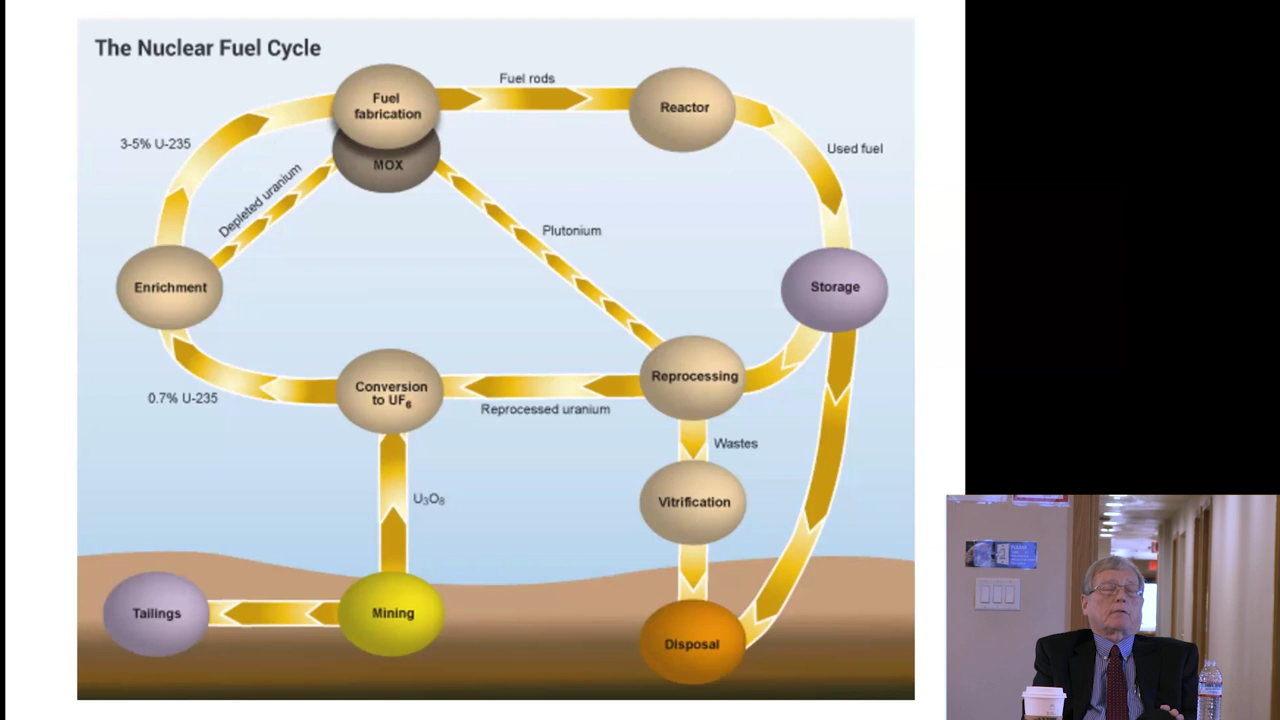 The Nuclear Fuel Cycle
Fuel rods
Fuel
fabrication
Reactor
3-5% U-235
Used fuel
MOX
Depleted uranium
Plutonium
Enrichment
Storage
Reprocessing
Conversion
to UF₆
0.7% U-235
Reprocessed uranium
Wastes
U₃O₈
Vitrification
Tailings
Mining
Disposal